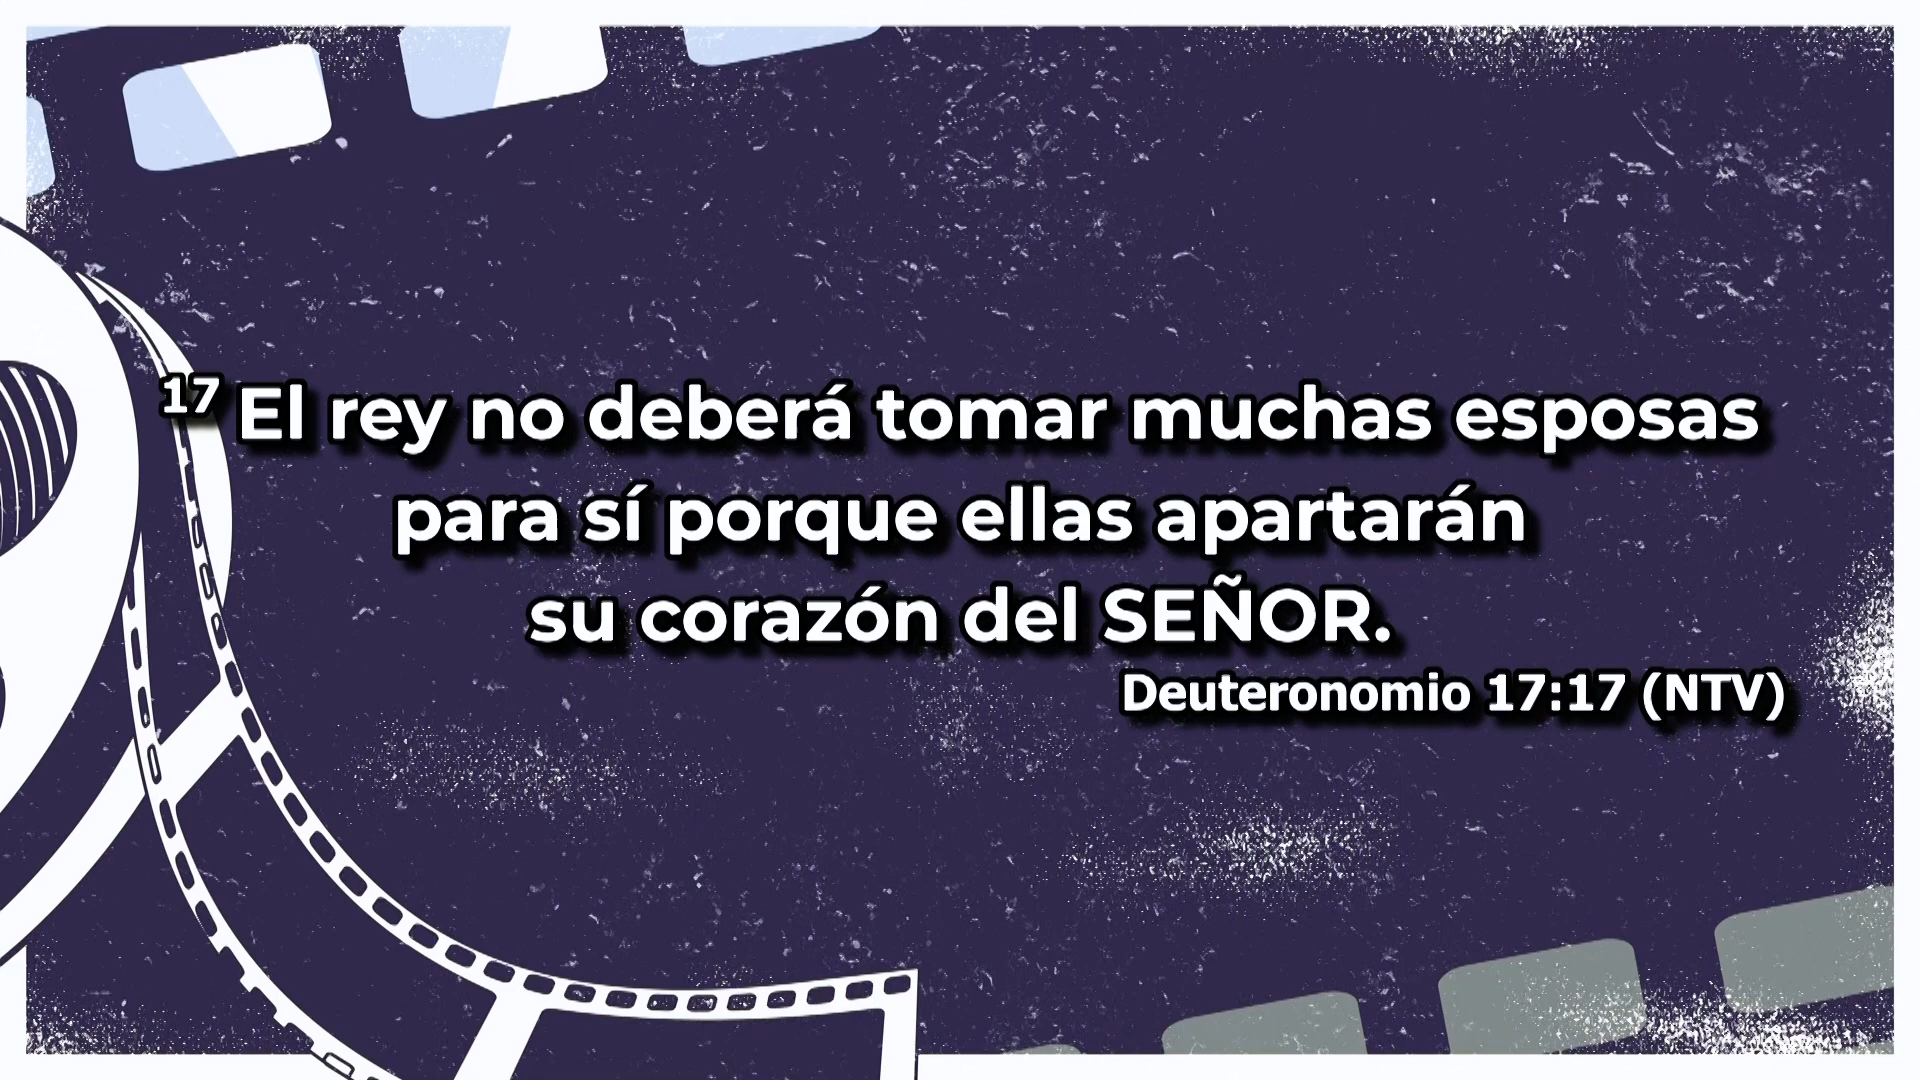 17 El rey no deberá tomar muchas esposas
para sí porque ellas apartarán
su corazón del SEÑOR.
Deuteronomio 17:17 (NTV)